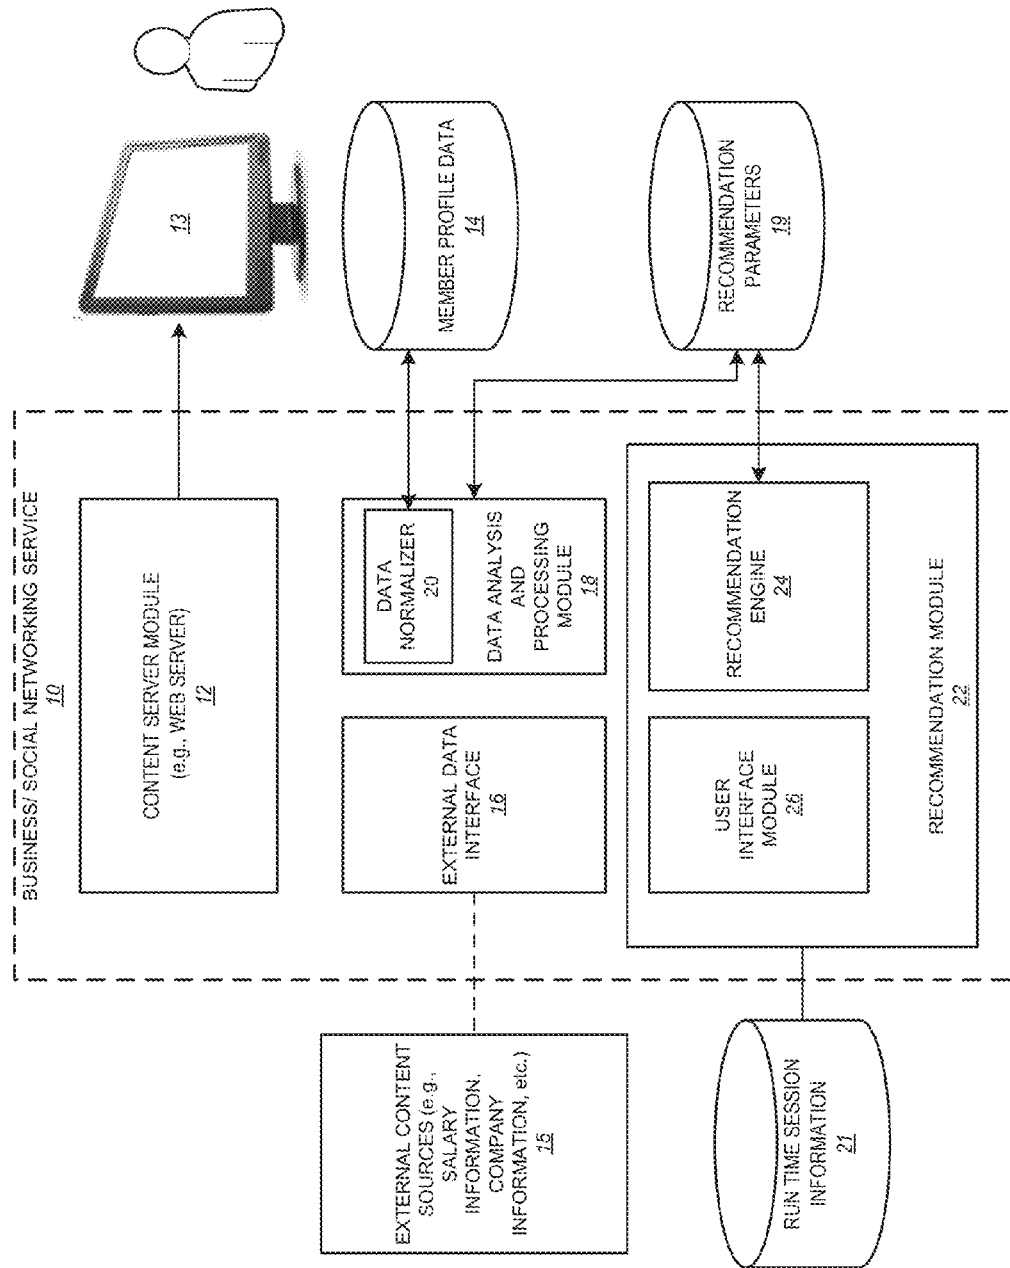 BUSINESS/ SOCIAL NETWORKING SERVICE
10
CONTENT SERVER MODULE
(e.g., WEB SERVER)
12
13
EXTERNAL CONTENT
SOURCES (e.g.,
SALARY
INFORMATION,
COMPANY
INFORMATION, etc.)
15
EXTERNAL DATA
INTERFACE
16
DATA
NORMALIZER
20
DATA ANALYSIS
AND
PROCESSING
MODULE
18
MEMBER PROFILE DATA
14
RUN TIME SESSION
INFORMATION
21
USER
INTERFACE
MODULE
26
RECOMMENDATION
ENGINE
24
RECOMMENDATION MODULE
22
RECOMMENDATION
PARAMETERS
19